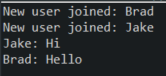 New user joined: Brad
New user joined: Jake
Jake: Hi
Brad: Hello